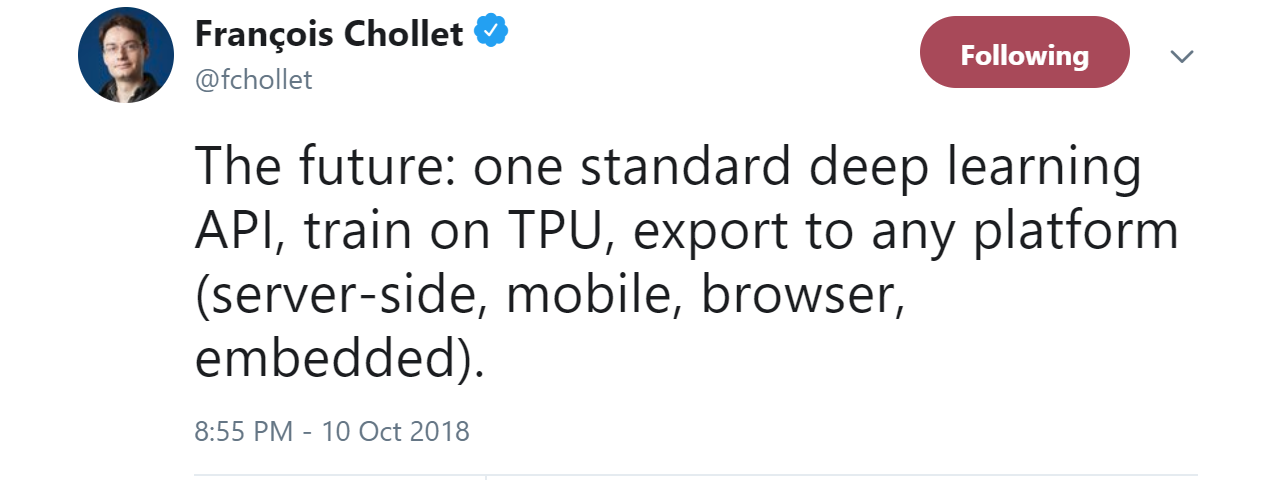 François Chollet
@fchollet
Following
The future: one standard deep learning
API, train on TPU, export to any platform
(server-side, mobile, browser,
embedded).
8:55 PM - 10 Oct 2018